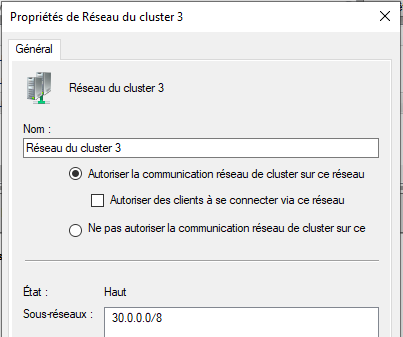 Propriétés de Réseau du cluster 3
Général
Réseau du cluster 3
Nom :
Réseau du cluster 3
Autoriser la communication réseau de cluster sur ce réseau
Autoriser des clients à se connecter via ce réseau
Ne pas autoriser la communication réseau de cluster sur ce
État :
Haut
Sous-réseaux :
30.0.0.0/8